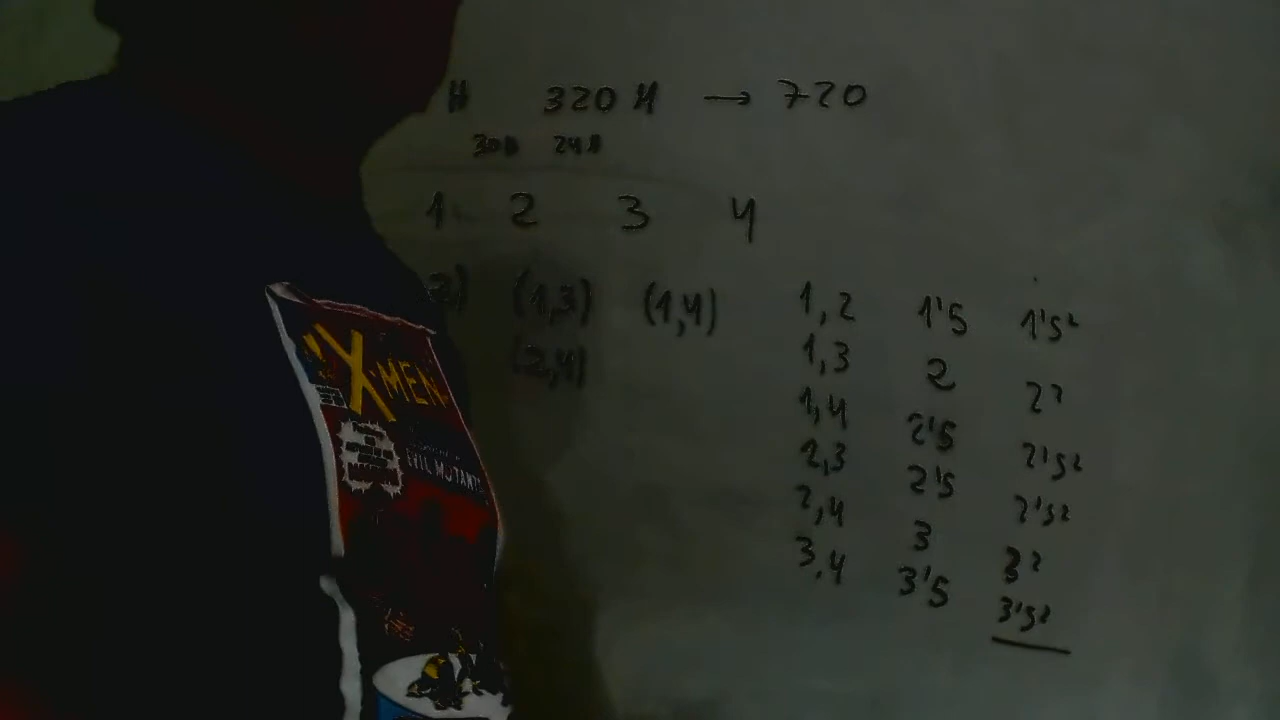 H 320 M → 720
30H 24H
1 2 3 4
2) (1,3) (1,4)
(2,4)
1,2 1'5 1'5²
1,3 2 2²
1,4 2'5 2'5²
2,3 2'5 2'5²
2,4 3 3²
3,4 3'5 3'5²
X-MEN
EVIL MUTANTS